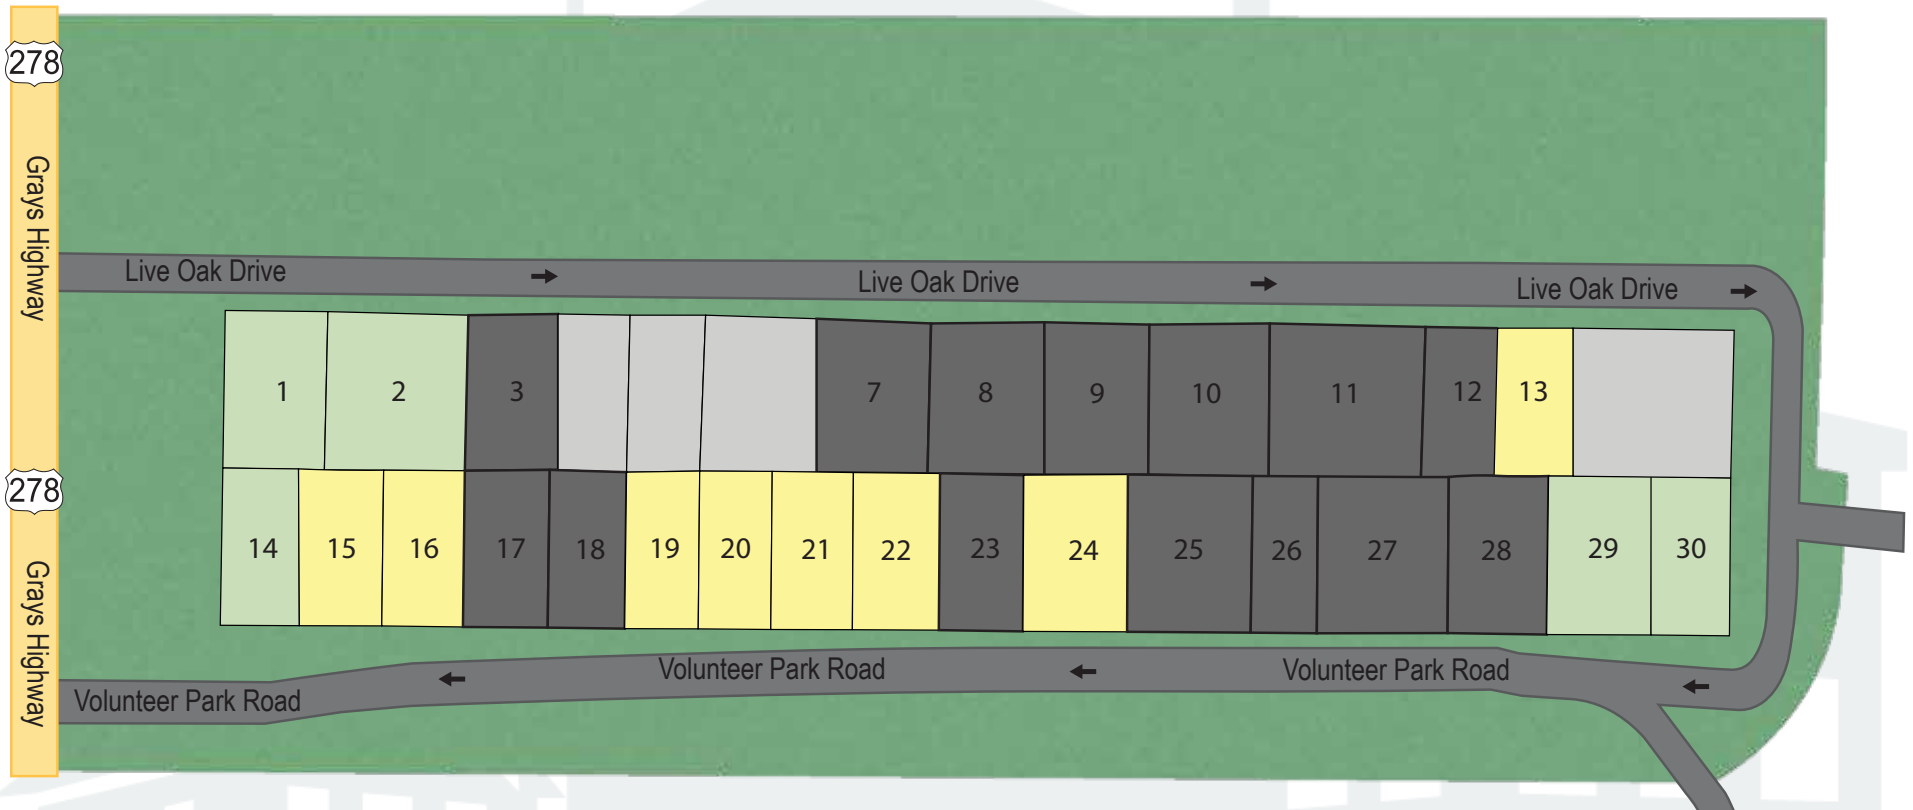 278
Grays Highway
Live Oak Drive
Live Oak Drive
Live Oak Drive
1 2 3 7 8 9 10 11 12 13
278
14 15 16 17 18 19 20 21 22 23 24 25 26 27 28 29 30
Grays Highway
Volunteer Park Road
Volunteer Park Road
Volunteer Park Road